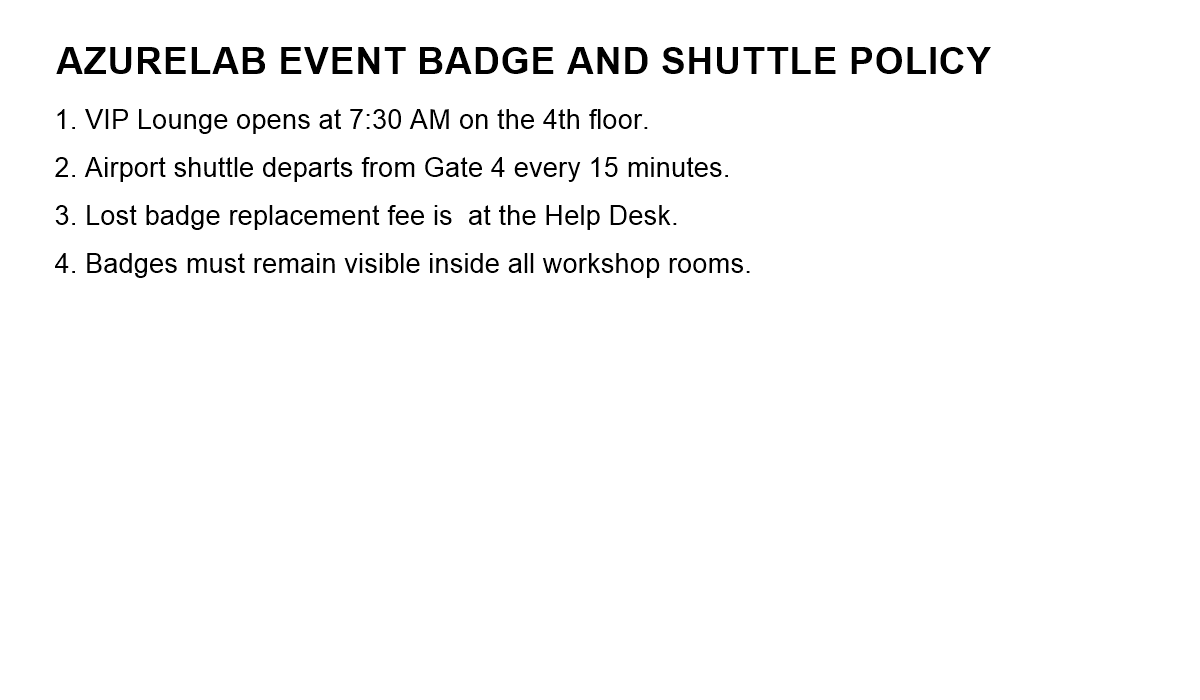 AZURELAB EVENT BADGE AND SHUTTLE POLICY
1. VIP Lounge opens at 7:30 AM on the 4th floor.
2. Airport shuttle departs from Gate 4 every 15 minutes.
3. Lost badge replacement fee is  at the Help Desk.
4. Badges must remain visible inside all workshop rooms.